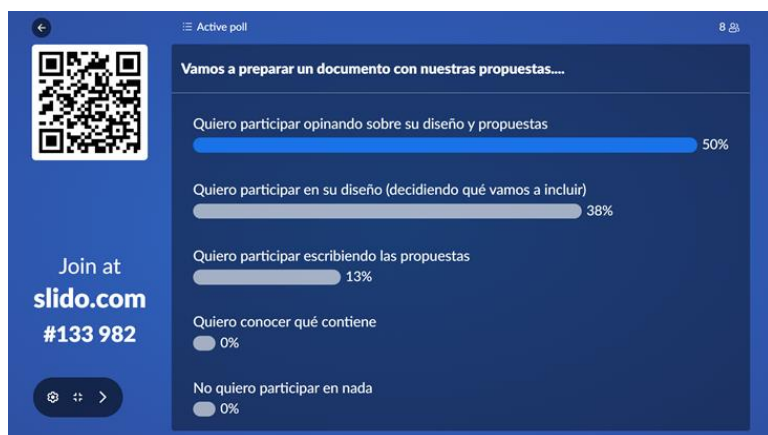 Active poll
8
Vamos a preparar un documento con nuestras propuestas....
Quiero participar opinando sobre su diseño y propuestas
50%
Quiero participar en su diseño (decidiendo qué vamos a incluir)
38%
Quiero participar escribiendo las propuestas
13%
Quiero conocer qué contiene
0%
No quiero participar en nada
0%
Join at
slido.com
#133 982